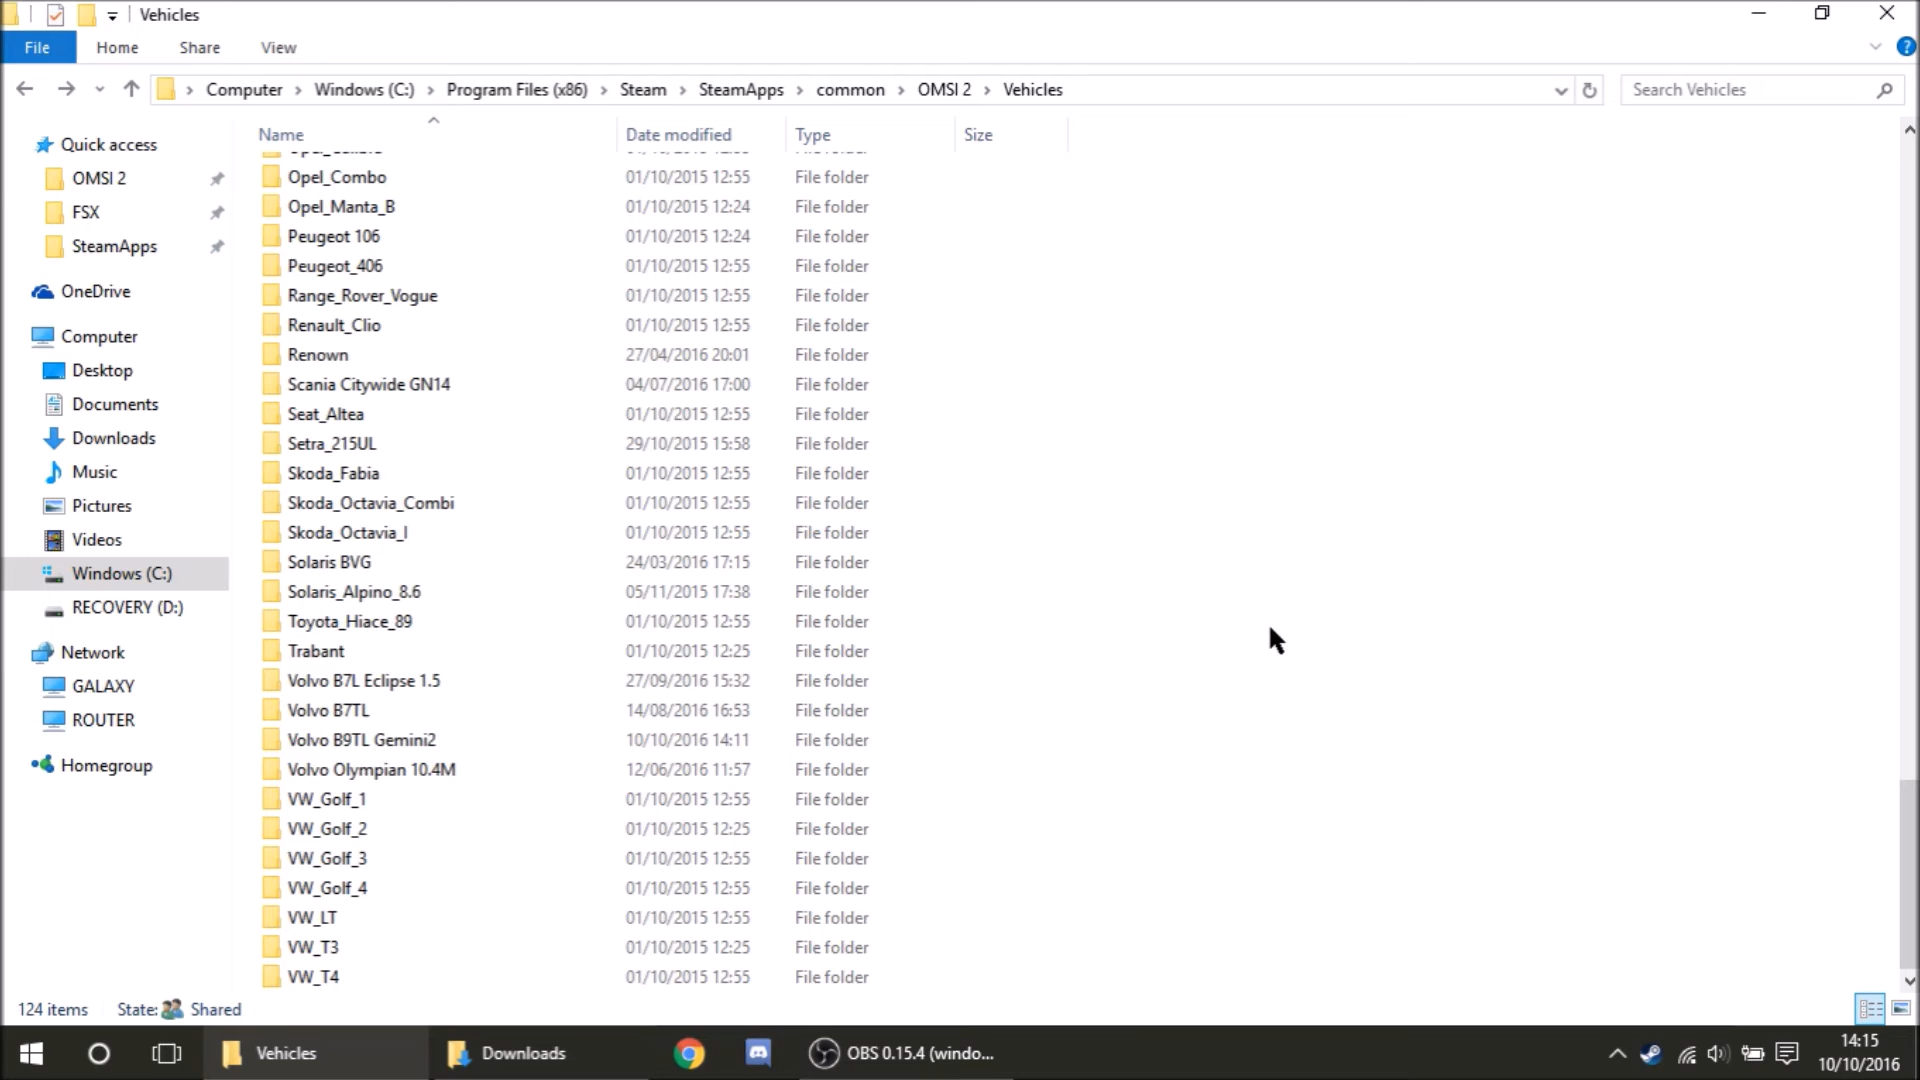 Vehicles
File Home Share View
Computer Windows (C:) Program Files (x86) Steam SteamApps common OMSI 2 Vehicles Search Vehicles
Name Date modified Type Size
Quick access
OMSI 2
FSX
SteamApps
OneDrive
Computer
Desktop
Documents
Downloads
Music
Pictures
Videos
Windows (C:)
RECOVERY (D:)
Network
GALAXY
ROUTER
Homegroup
Opel_Combo 01/10/2015 12:55 File folder
Opel_Manta_B 01/10/2015 12:24 File folder
Peugeot 106 01/10/2015 12:24 File folder
Peugeot_406 01/10/2015 12:55 File folder
Range_Rover_Vogue 01/10/2015 12:55 File folder
Renault_Clio 01/10/2015 12:55 File folder
Renown 27/04/2016 20:01 File folder
Scania Citywide GN14 04/07/2016 17:00 File folder
Seat_Altea 01/10/2015 12:55 File folder
Setra_215UL 29/10/2015 15:58 File folder
Skoda_Fabia 01/10/2015 12:55 File folder
Skoda_Octavia_Combi 01/10/2015 12:55 File folder
Skoda_Octavia_I 01/10/2015 12:55 File folder
Solaris BVG 24/03/2016 17:15 File folder
Solaris_Alpino_8.6 05/11/2015 17:38 File folder
Toyota_Hiace_89 01/10/2015 12:55 File folder
Trabant 01/10/2015 12:25 File folder
Volvo B7L Eclipse 1.5 27/09/2016 15:32 File folder
Volvo B7TL 14/08/2016 16:53 File folder
Volvo B9TL Gemini2 10/10/2016 14:11 File folder
Volvo Olympian 10.4M 12/06/2016 11:57 File folder
VW_Golf_1 01/10/2015 12:55 File folder
VW_Golf_2 01/10/2015 12:25 File folder
VW_Golf_3 01/10/2015 12:55 File folder
VW_Golf_4 01/10/2015 12:55 File folder
VW_LT 01/10/2015 12:55 File folder
VW_T3 01/10/2015 12:25 File folder
VW_T4 01/10/2015 12:55 File folder
124 items State: Shared
Vehicles Downloads OBS 0.15.4 (windo...
14:15
10/10/2016